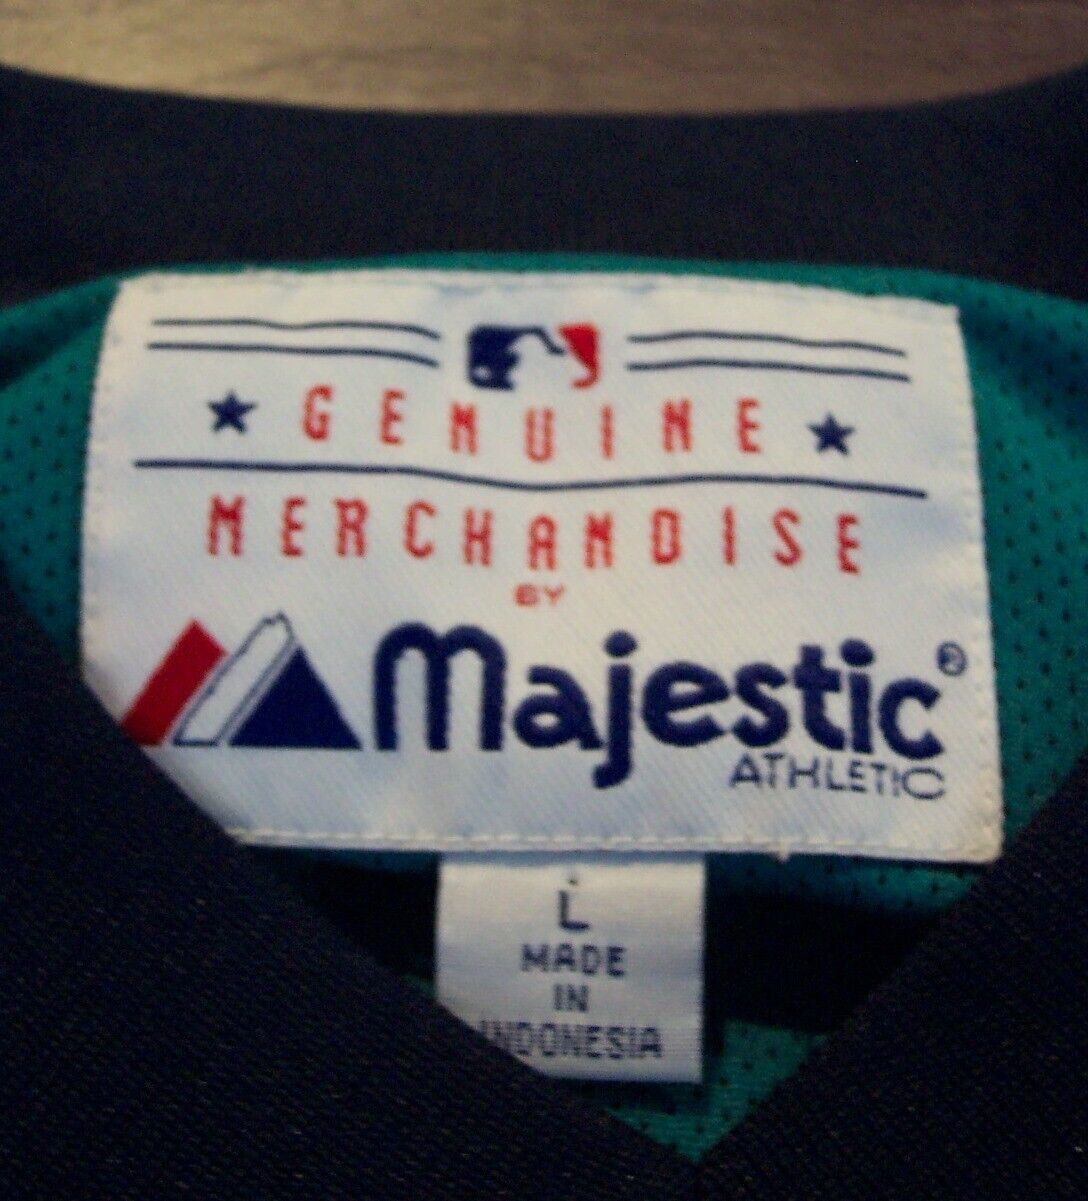 GENUINE
MERCHANDISE
BY
Majestic®
ATHLETIC
L
MADE
IN
INDONESIA